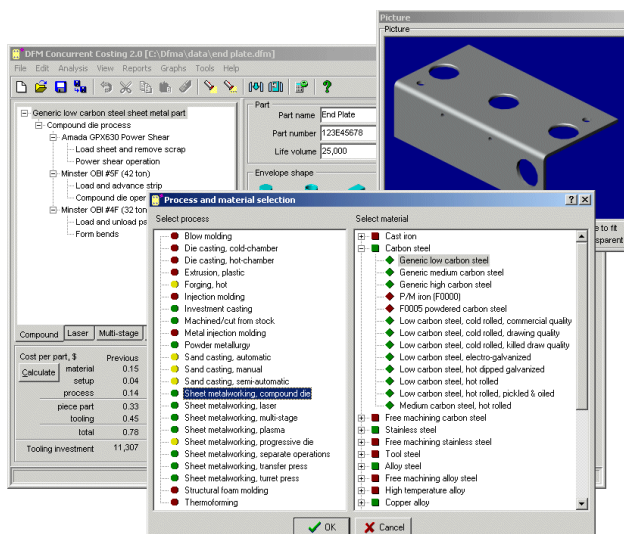 Picture
Picture
DFM Concurrent Costing 2.0 [C:\Dfma\data\end plate.dfm]
File Edit Analysis View Reports Graphs Tools Help
Generic low carbon steel sheet metal part
Compound die process
Amada GPX630 Power Shear
Load sheet and remove scrap
Power shear operation
Minster OBI #5F (42 ton)
Load and advance strip
Compound die oper
Minster OBI #4F (32 ton
Load and unload pa
Form bends
Part
Part name End Plate
Part number 123E45678
Life volume 25,000
Envelope shape
e to fit
nsparent
Compound Laser Multi-stage
Cost per part, $ Previous
Calculate
material 0.15
setup 0.04
process 0.14
piece part 0.33
tooling 0.45
total 0.78
Tooling investment 11,307
Process and material selection
Select process
Blow molding
Die casting, cold-chamber
Die casting, hot-chamber
Extrusion, plastic
Forging, hot
Injection molding
Investment casting
Machined/cut from stock
Metal injection molding
Powder metallurgy
Sand casting, automatic
Sand casting, manual
Sand casting, semi-automatic
Sheet metalworking, compound die
Sheet metalworking, laser
Sheet metalworking, multi-stage
Sheet metalworking, plasma
Sheet metalworking, progressive die
Sheet metalworking, separate operations
Sheet metalworking, transfer press
Sheet metalworking, turret press
Structural foam molding
Thermoforming
Select material
Cast iron
Carbon steel
Generic low carbon steel
Generic medium carbon steel
Generic high carbon steel
P/M iron (F0000)
F0005 powdered carbon steel
Low carbon steel, cold rolled, commercial quality
Low carbon steel, cold rolled, drawing quality
Low carbon steel, cold rolled, killed draw quality
Low carbon steel, electro-galvanized
Low carbon steel, hot dipped galvanized
Low carbon steel, hot rolled
Low carbon steel, hot rolled, pickled & oiled
Medium carbon steel, hot rolled
Free machining carbon steel
Stainless steel
Free machining stainless steel
Tool steel
Alloy steel
Free machining alloy steel
High temperature alloy
Copper alloy
OK Cancel